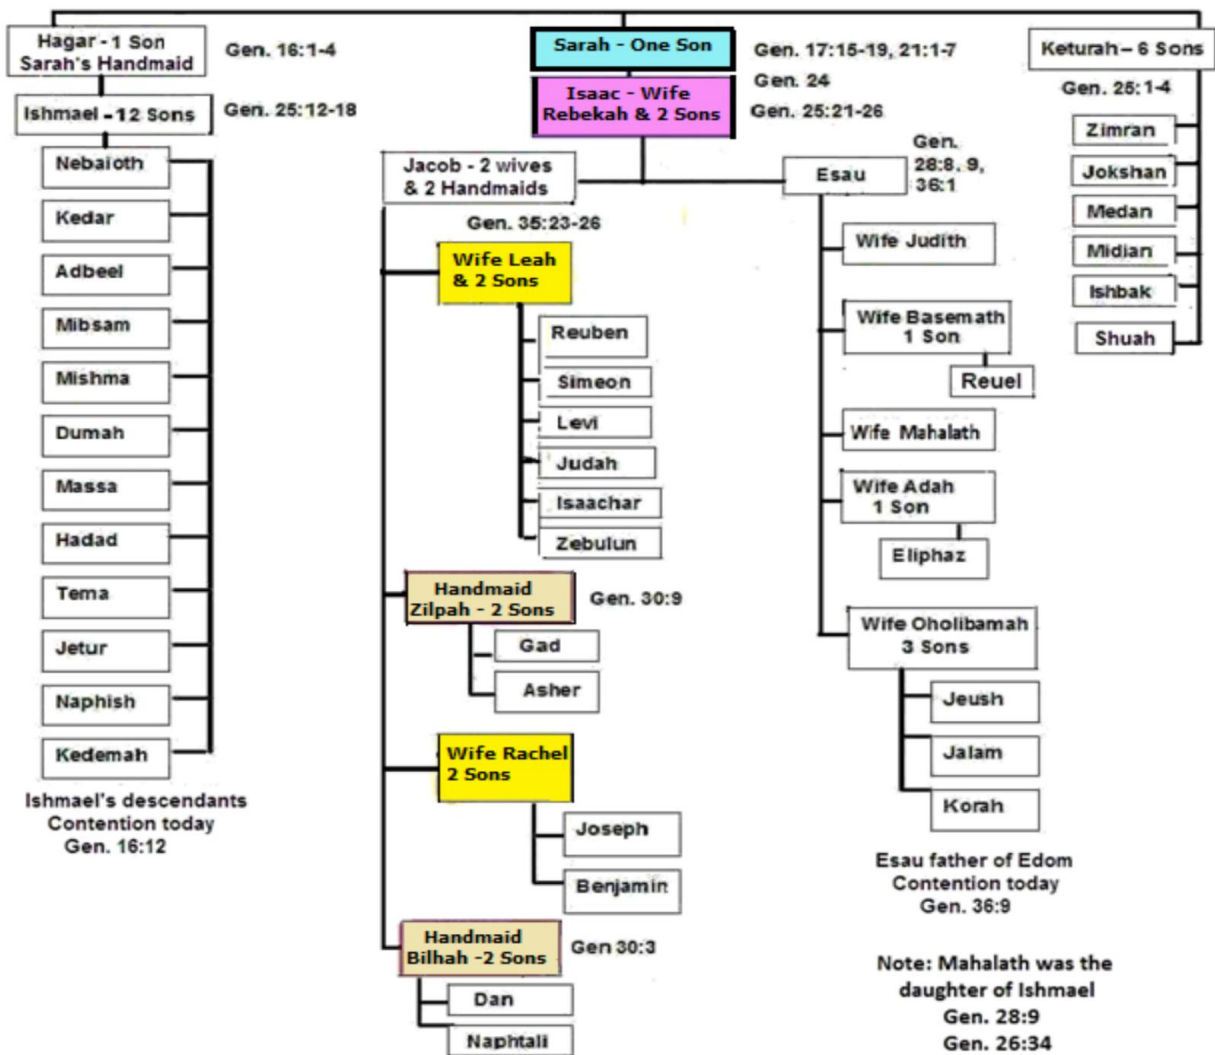 Hagar - 1 Son
Sarah's Handmaid
Gen. 16:1-4
Ishmael - 12 Sons
Gen. 25:12-18
Nebaioth
Kedar
Adbeel
Mibsam
Mishma
Dumah
Massa
Hadad
Tema
Jetur
Naphish
Kedemah
Ishmael's descendants
Contention today
Gen. 16:12
Sarah - One Son
Gen. 17:15-19, 21:1-7
Isaac - Wife
Rebekah & 2 Sons
Gen. 24
Gen. 25:21-26
Jacob - 2 wives
& 2 Handmaids
Gen. 35:23-26
Wife Leah
& 2 Sons
Reuben
Simeon
Levi
Judah
Isaachar
Zebulun
Handmaid
Zilpah - 2 Sons
Gen. 30:9
Gad
Asher
Wife Rachel
2 Sons
Joseph
Benjamin
Handmaid
Bilhah -2 Sons
Gen 30:3
Dan
Naphtali
Esau
Gen.
28:8, 9,
36:1
Wife Judith
Wife Basemath
1 Son
Reuel
Wife Mahalath
Wife Adah
1 Son
Eliphaz
Wife Oholibamah
3 Sons
Jeush
Jalam
Korah
Esau father of Edom
Contention today
Gen. 36:9
Note: Mahalath was the
daughter of Ishmael
Gen. 28:9
Gen. 26:34
Keturah - 6 Sons
Gen. 25:1-4
Zimran
Jokshan
Medan
Midian
Ishbak
Shuah